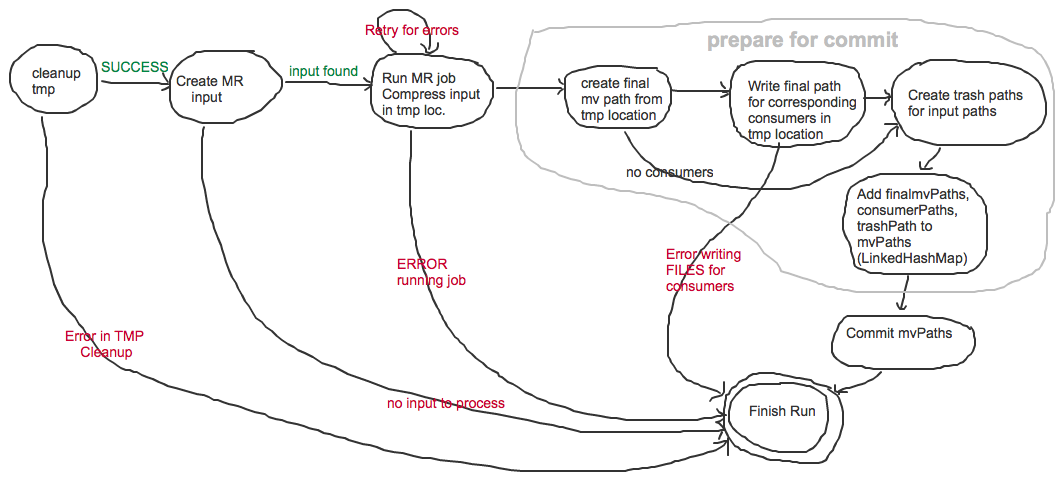 Retry for errors
prepare for commit
cleanup
tmp
SUCCESS
Create MR
input
input found
Run MR job
Compress input
in tmp loc.
create final
mv path from
tmp location
Write final path
for corresponding
consumers in
tmp location
Create trash paths
for input paths
no consumers
Add finalmvPaths,
consumerPaths,
trashPath to
mvPaths
(LinkedHashMap)
ERROR
running job
Error writing
FILES for
consumers
Error in TMP
Cleanup
Commit mvPaths
no input to process
Finish Run